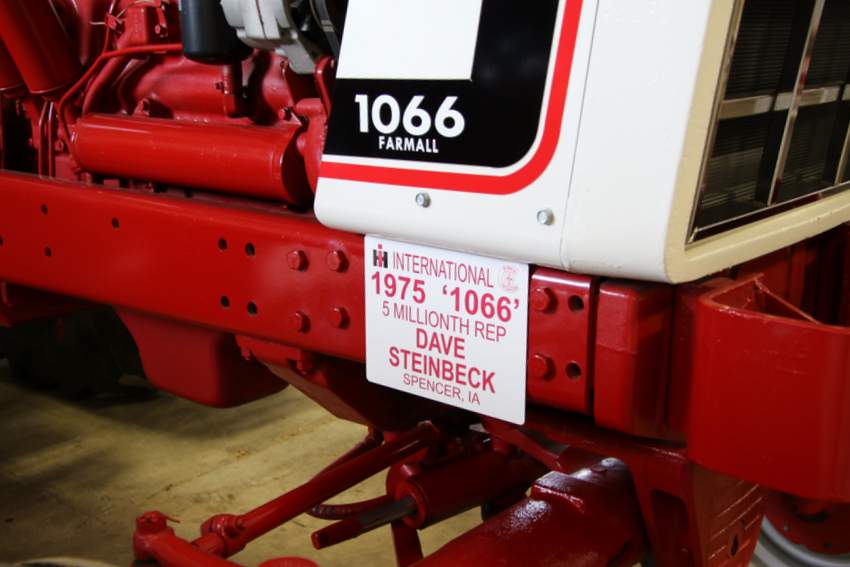 1066
FARMALL
IH INTERNATIONAL
1975 ‘1066’
5 MILLIONTH REP
DAVE
STEINBECK
SPENCER, IA